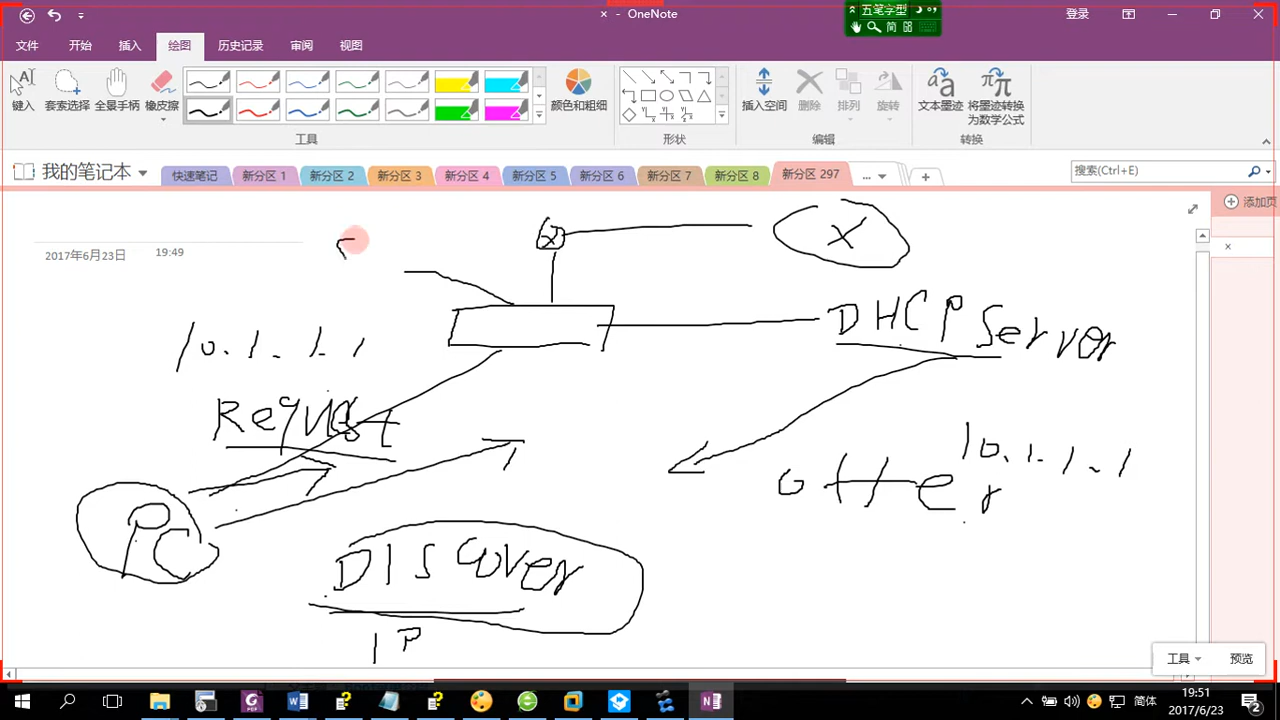 五笔字型
简
- OneNote
登录
文件 开始 插入 绘图 历史记录 审阅 视图
键入 套索选择 全景手柄 橡皮擦 颜色和粗细 插入空间 删除 排列 旋转 文本墨迹 将墨迹转换为数学公式
工具 形状 编辑 转换
我的笔记本 快速笔记 新分区 1 新分区 2 新分区 3 新分区 4 新分区 5 新分区 6 新分区 7 新分区 8 新分区 297 ... 搜索(Ctrl+E)
添加页
2017年6月23日 19:49
X X
DHCP Server
10.1.1.1
Request
10.1.1.1
offer
PC
DIScover
IP
工具 预览
简体 19:51
2017/6/23
2